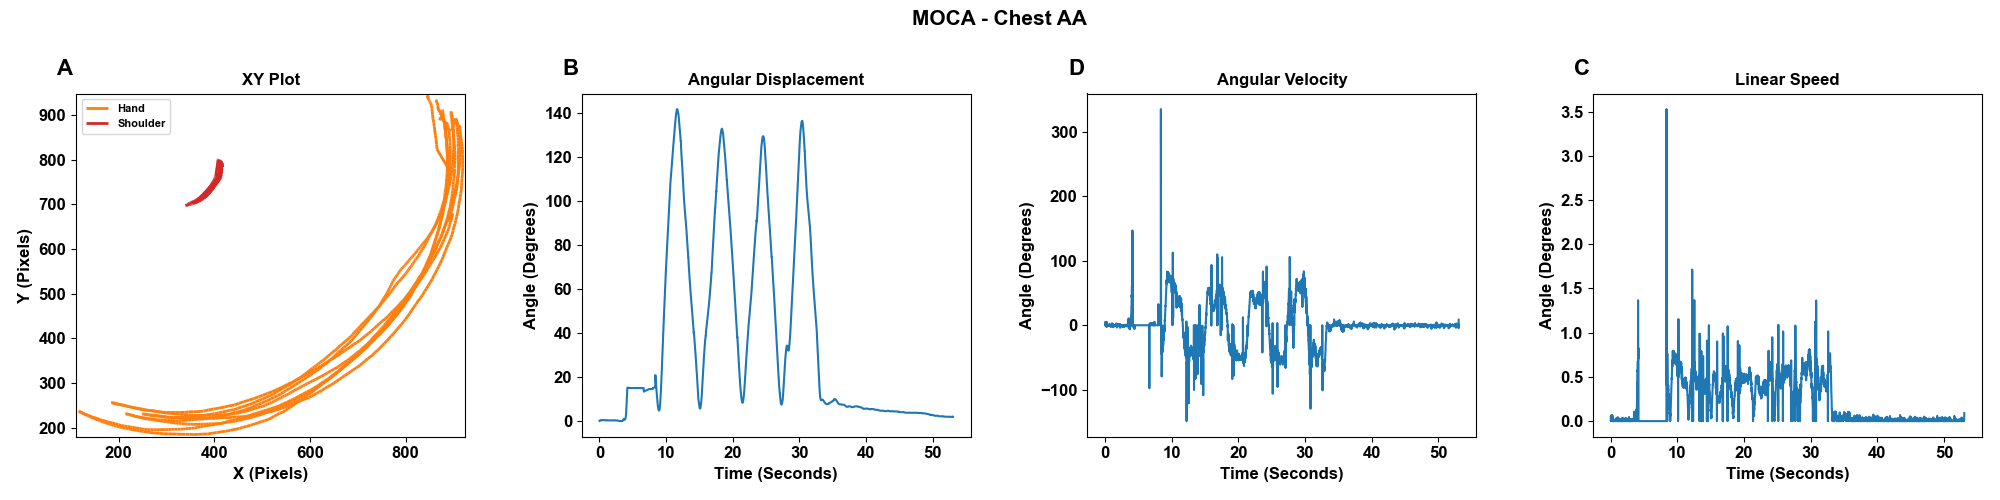 MOCA - Chest AA
A
XY Plot
Hand
Shoulder
900
800
700
600
500
400
300
200
Y (Pixels)
200 400 600 800
X (Pixels)
B
Angular Displacement
140
120
100
80
60
40
20
0
Angle (Degrees)
0 10 20 30 40 50
Time (Seconds)
D
Angular Velocity
300
200
100
0
−100
Angle (Degrees)
0 10 20 30 40 50
Time (Seconds)
C
Linear Speed
3.5
3.0
2.5
2.0
1.5
1.0
0.5
0.0
Angle (Degrees)
0 10 20 30 40 50
Time (Seconds)